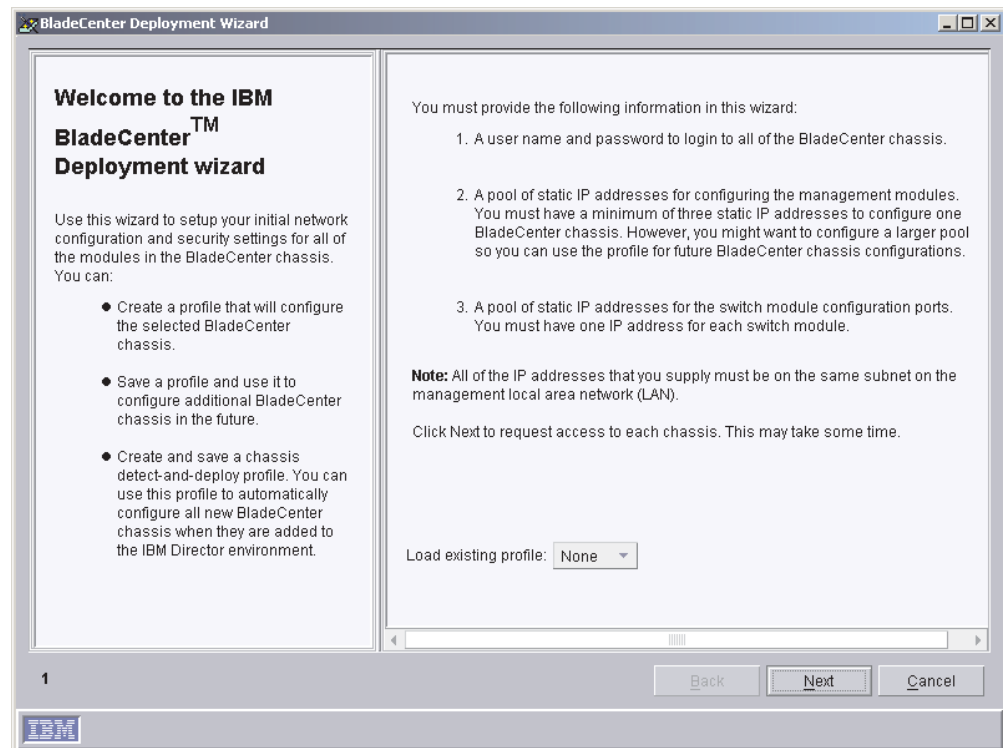 BladeCenter Deployment Wizard
Welcome to the IBM
BladeCenter™
Deployment wizard
Use this wizard to setup your initial network
configuration and security settings for all of
the modules in the BladeCenter chassis.
You can:
● Create a profile that will configure
the selected BladeCenter
chassis.
● Save a profile and use it to
configure additional BladeCenter
chassis in the future.
● Create and save a chassis
detect-and-deploy profile. You can
use this profile to automatically
configure all new BladeCenter
chassis when they are added to
the IBM Director environment.
You must provide the following information in this wizard:
1. A user name and password to login to all of the BladeCenter chassis.
2. A pool of static IP addresses for configuring the management modules.
You must have a minimum of three static IP addresses to configure one
BladeCenter chassis. However, you might want to configure a larger pool
so you can use the profile for future BladeCenter chassis configurations.
3. A pool of static IP addresses for the switch module configuration ports.
You must have one IP address for each switch module.
Note: All of the IP addresses that you supply must be on the same subnet on the
management local area network (LAN).
Click Next to request access to each chassis. This may take some time.
Load existing profile: None
1
Back Next Cancel
IBM